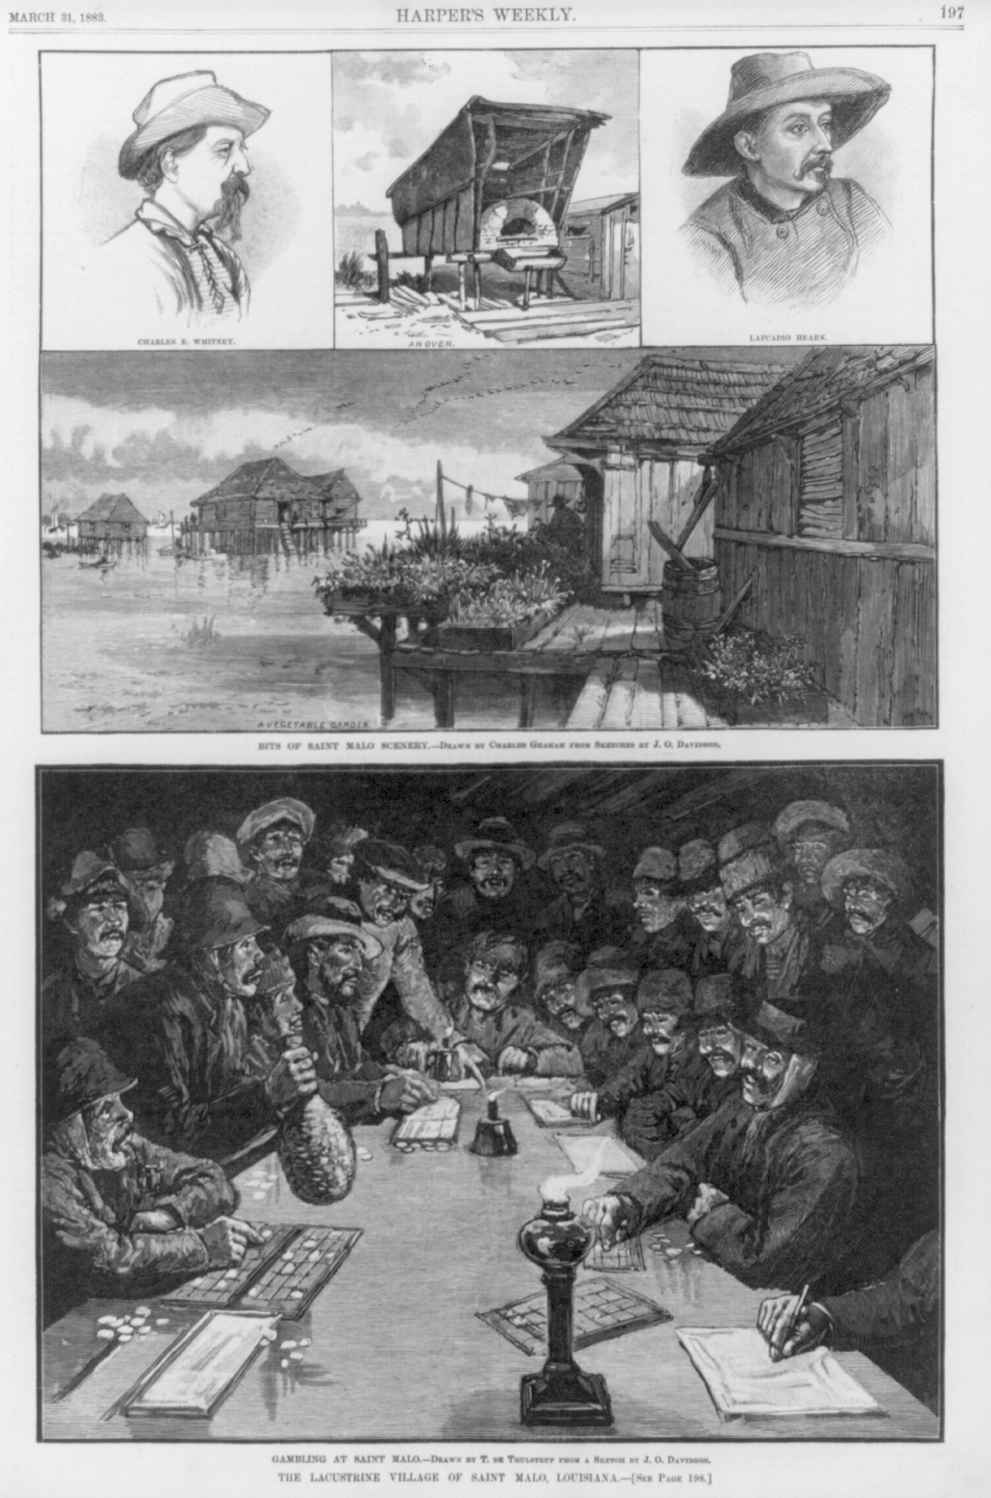 MARCH 31, 1883.
HARPER'S WEEKLY.
197
CHARLES E. WHITNEY.
AN OVEN.
LAFCADIO HEARN.
A VEGETABLE GARDEN.
BITS OF SAINT MALO SCENERY.—Drawn by Charles Graham from Sketches by J. O. Davidson.
GAMBLING AT SAINT MALO.—Drawn by T. de Thulstrup from a Sketch by J. O. Davidson.
THE LACUSTRINE VILLAGE OF SAINT MALO, LOUISIANA.—[See Page 198.]